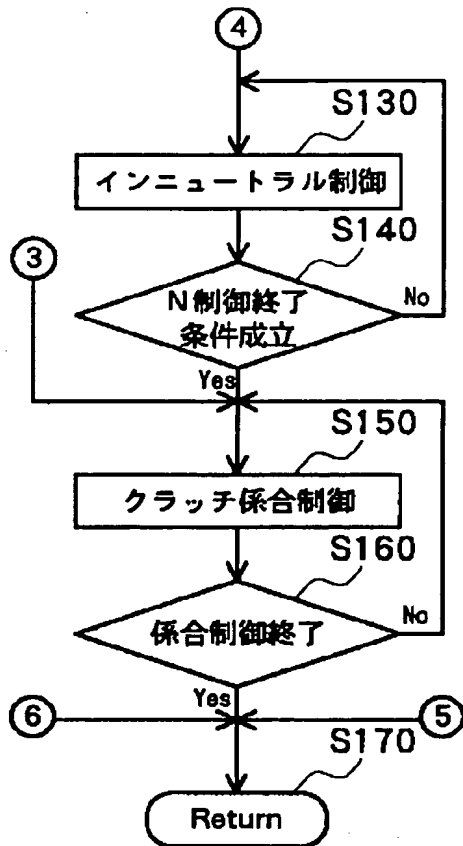 ④
S130
インニュートラル制御
S140
③
N制御終了
条件成立
No
Yes
S150
クラッチ係合制御
S160
係合制御終了
No
Yes
⑥
⑤
S170
Return